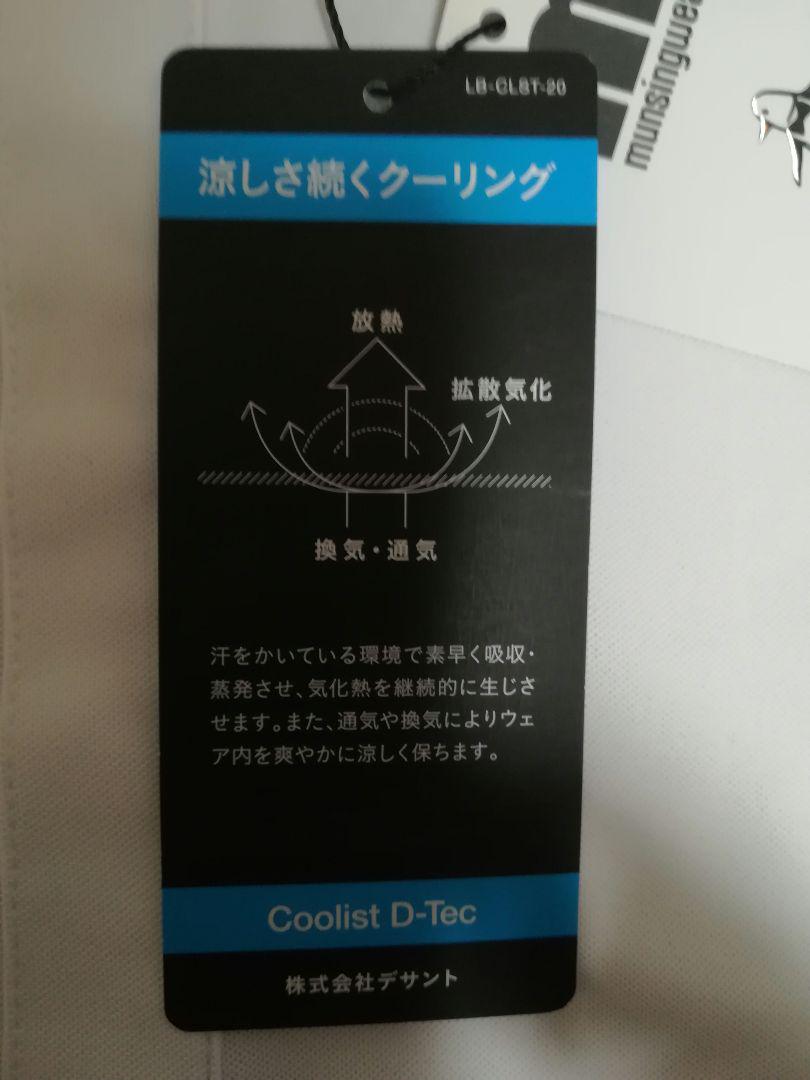 LB-CLST-20
munsingwea
涼しさ続くクーリング
放熱
拡散気化
換気・通気
汗をかいている環境で素早く吸収・
蒸発させ、気化熱を継続的に生じさ
せます。また、通気や換気によりウェ
ア内を爽やかに涼しく保ちます。
Coolist D-Tec
株式会社デサント